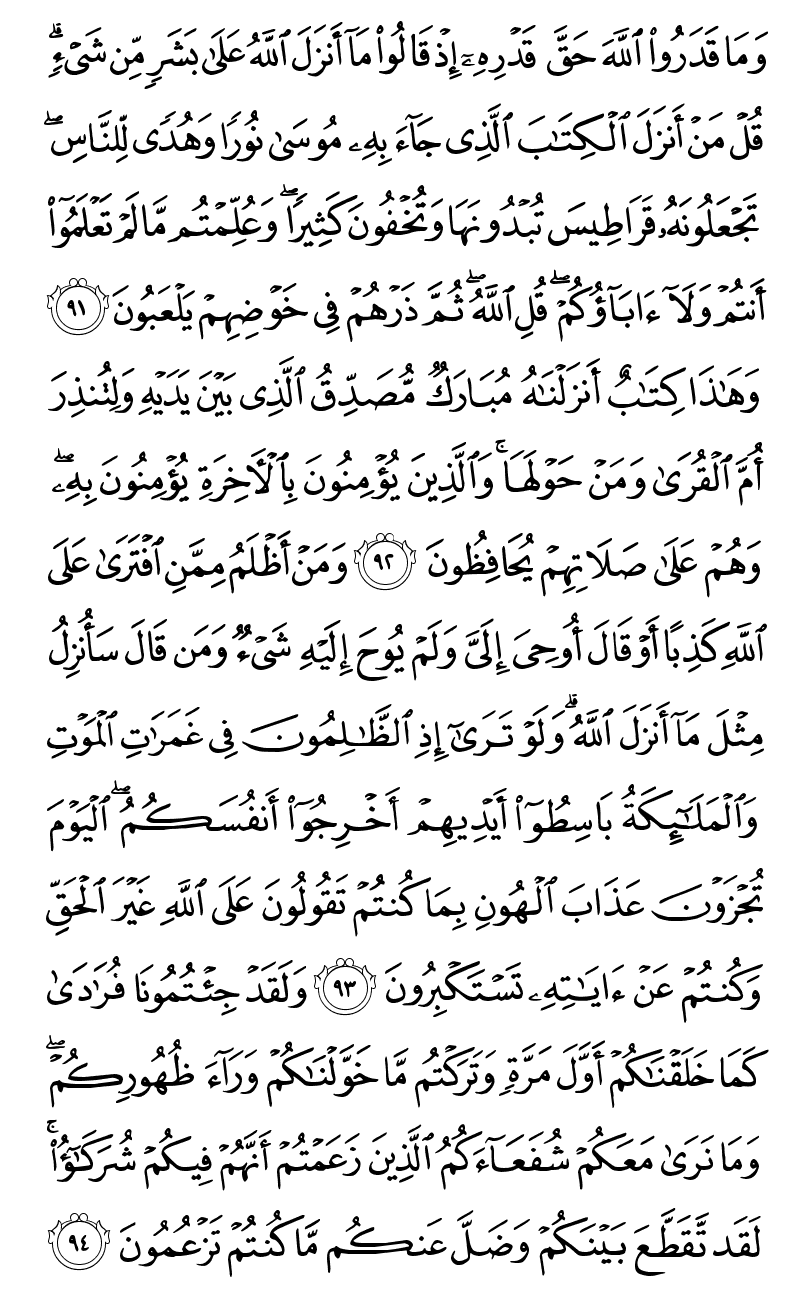 وَمَا قَدَرُوا۟ ٱللَّهَ حَقَّ قَدْرِهِۦٓ إِذْ قَالُوا۟ مَآ أَنزَلَ ٱللَّهُ عَلَىٰ بَشَرٍ مِّن شَىْءٍ ۗ
قُلْ مَنْ أَنزَلَ ٱلْكِتَٰبَ ٱلَّذِى جَآءَ بِهِۦ مُوسَىٰ نُورًا وَهُدًى لِّلنَّاسِ ۖ
تَجْعَلُونَهُۥ قَرَاطِيسَ تُبْدُونَهَا وَتُخْفُونَ كَثِيرًا ۖ وَعُلِّمْتُم مَّا لَمْ تَعْلَمُوٓا۟
أَنتُمْ وَلَآ ءَابَآؤُكُمْ ۖ قُلِ ٱللَّهُ ۖ ثُمَّ ذَرْهُمْ فِى خَوْضِهِمْ يَلْعَبُونَ ٩١
وَهَٰذَا كِتَٰبٌ أَنزَلْنَٰهُ مُبَارَكٌ مُّصَدِّقُ ٱلَّذِى بَيْنَ يَدَيْهِ وَلِتُنذِرَ
أُمَّ ٱلْقُرَىٰ وَمَنْ حَوْلَهَا ۚ وَٱلَّذِينَ يُؤْمِنُونَ بِٱلْءَاخِرَةِ يُؤْمِنُونَ بِهِۦ ۖ
وَهُمْ عَلَىٰ صَلَاتِهِمْ يُحَافِظُونَ ٩٢ وَمَنْ أَظْلَمُ مِمَّنِ ٱفْتَرَىٰ عَلَى
ٱللَّهِ كَذِبًا أَوْ قَالَ أُوحِىَ إِلَىَّ وَلَمْ يُوحَ إِلَيْهِ شَىْءٌ وَمَن قَالَ سَأُنزِلُ
مِثْلَ مَآ أَنزَلَ ٱللَّهُ ۗ وَلَوْ تَرَىٰٓ إِذِ ٱلظَّٰلِمُونَ فِى غَمَرَٰتِ ٱلْمَوْتِ
وَٱلْمَلَٰٓئِكَةُ بَاسِطُوٓا۟ أَيْدِيهِمْ أَخْرِجُوٓا۟ أَنفُسَكُمُ ۖ ٱلْيَوْمَ
تُجْزَوْنَ عَذَابَ ٱلْهُونِ بِمَا كُنتُمْ تَقُولُونَ عَلَى ٱللَّهِ غَيْرَ ٱلْحَقِّ
وَكُنتُمْ عَنْ ءَايَٰتِهِۦ تَسْتَكْبِرُونَ ٩٣ وَلَقَدْ جِئْتُمُونَا فُرَٰدَىٰ
كَمَا خَلَقْنَٰكُمْ أَوَّلَ مَرَّةٍ وَتَرَكْتُم مَّا خَوَّلْنَٰكُمْ وَرَآءَ ظُهُورِكُمْ ۖ
وَمَا نَرَىٰ مَعَكُمْ شُفَعَآءَكُمُ ٱلَّذِينَ زَعَمْتُمْ أَنَّهُمْ فِيكُمْ شُرَكَٰٓؤُا۟ ۚ
لَقَد تَّقَطَّعَ بَيْنَكُمْ وَضَلَّ عَنكُم مَّا كُنتُمْ تَزْعُمُونَ ٩٤